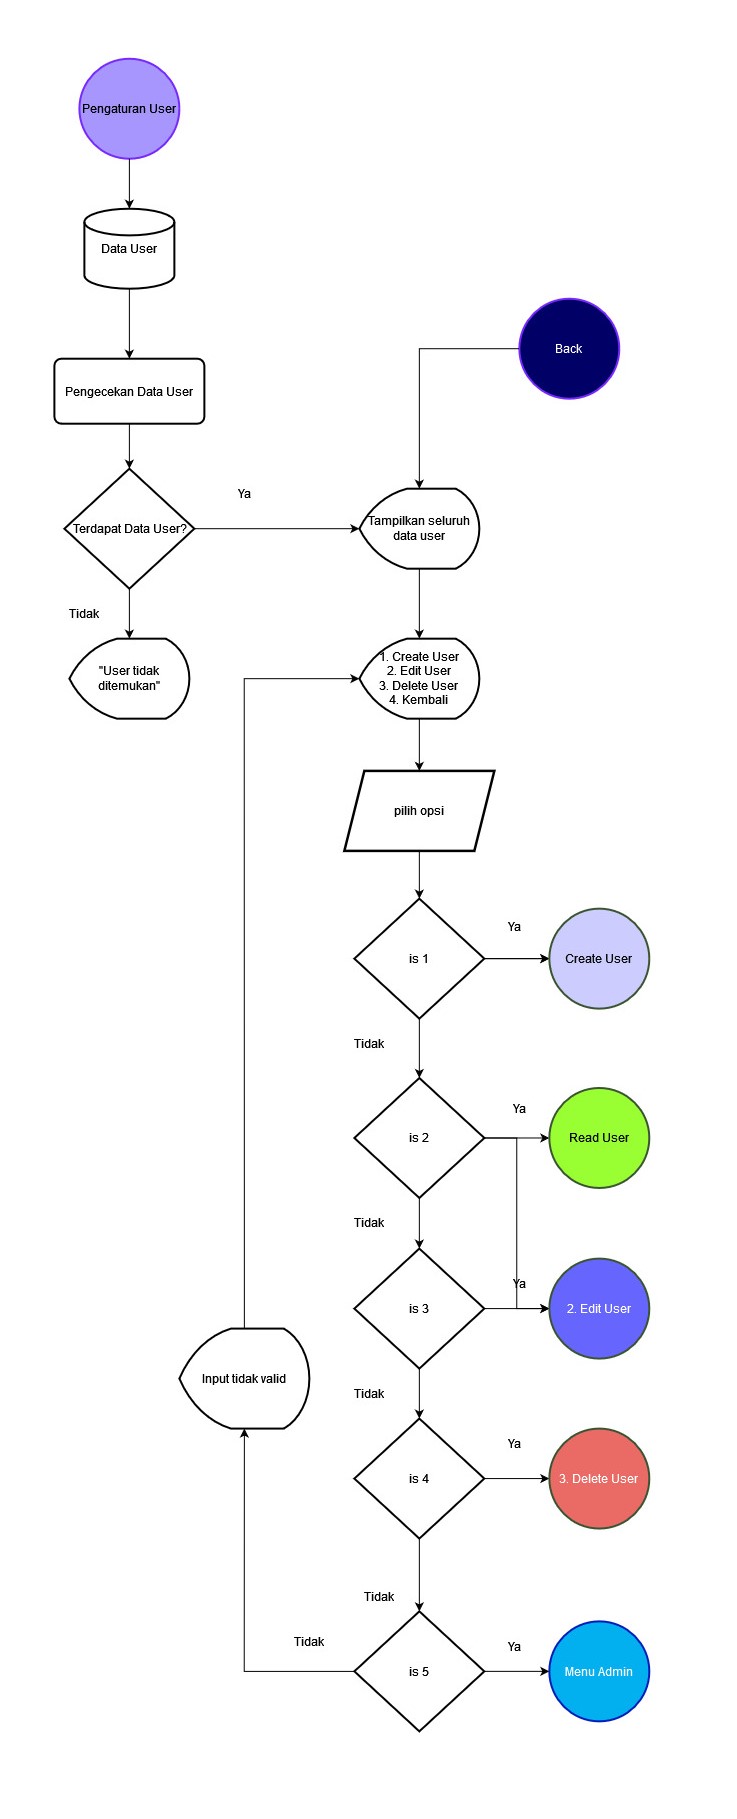 Pengaturan User
Data User
Pengecekan Data User
Back
Terdapat Data User?
Ya
Tampilkan seluruh
data user
Tidak
"User tidak
ditemukan"
1. Create User
2. Edit User
3. Delete User
4. Kembali
pilih opsi
is 1
Ya
Create User
Tidak
is 2
Ya
Read User
Tidak
is 3
Ya
2. Edit User
Input tidak valid
Tidak
is 4
Ya
3. Delete User
Tidak
is 5
Tidak
Ya
Menu Admin